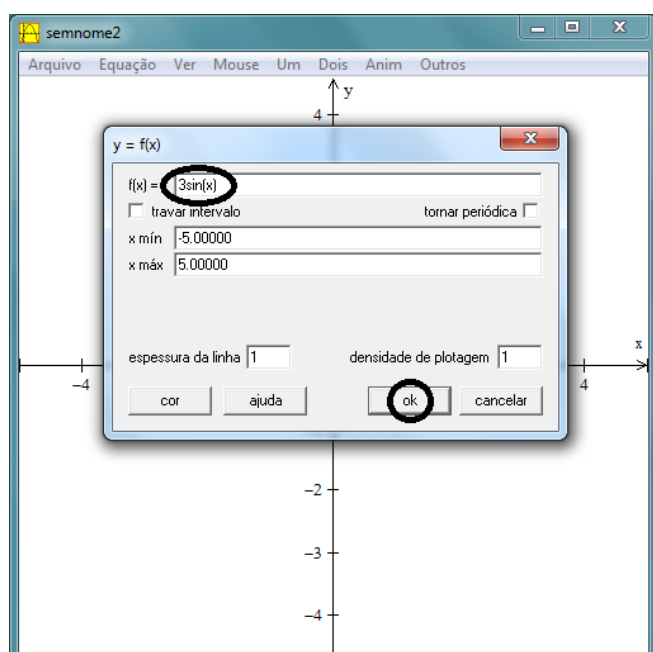 semnome2
Arquivo Equação Ver Mouse Um Dois Anim Outros
y
4
y = f(x)
f(x) = 3sin(x)
travar intervalo tornar periódica
x mín -5.00000
x máx 5.00000
espessura da linha 1 densidade de plotagem 1
x
−4 4
cor ajuda ok cancelar
−2
−3
−4